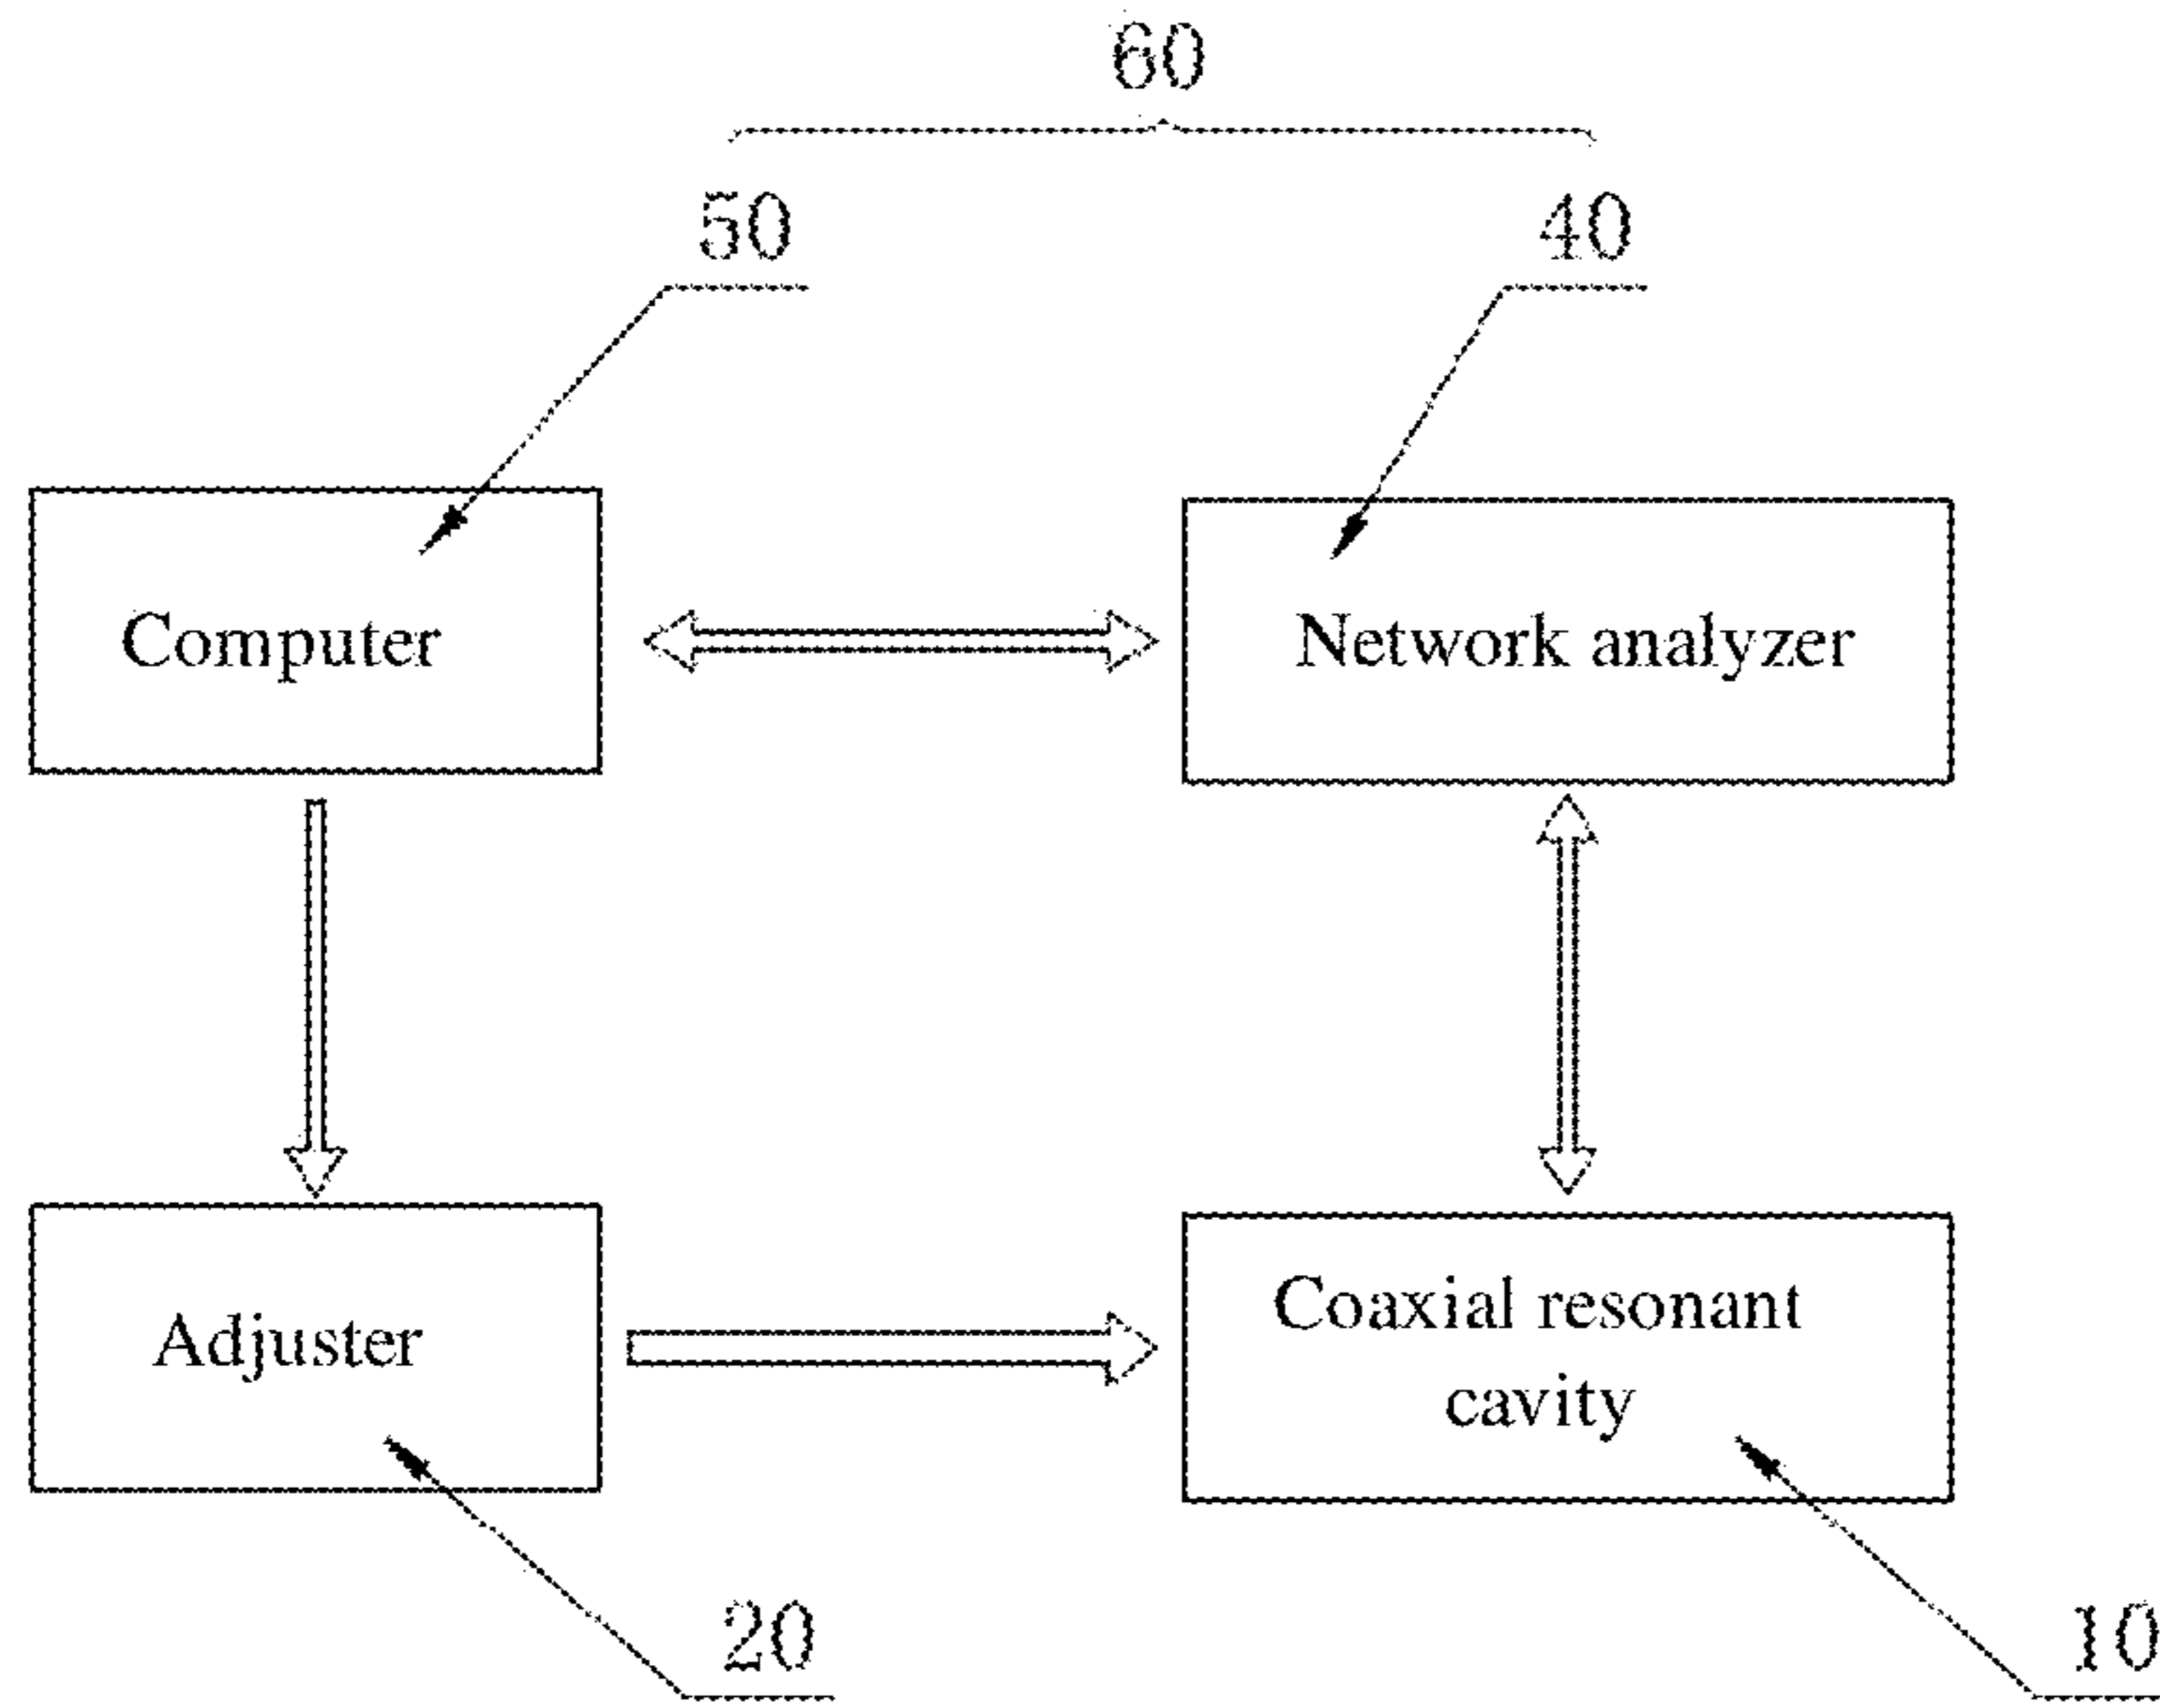 60
50
40
Computer
Network analyzer
Adjuster
Coaxial resonant
cavity
20
10